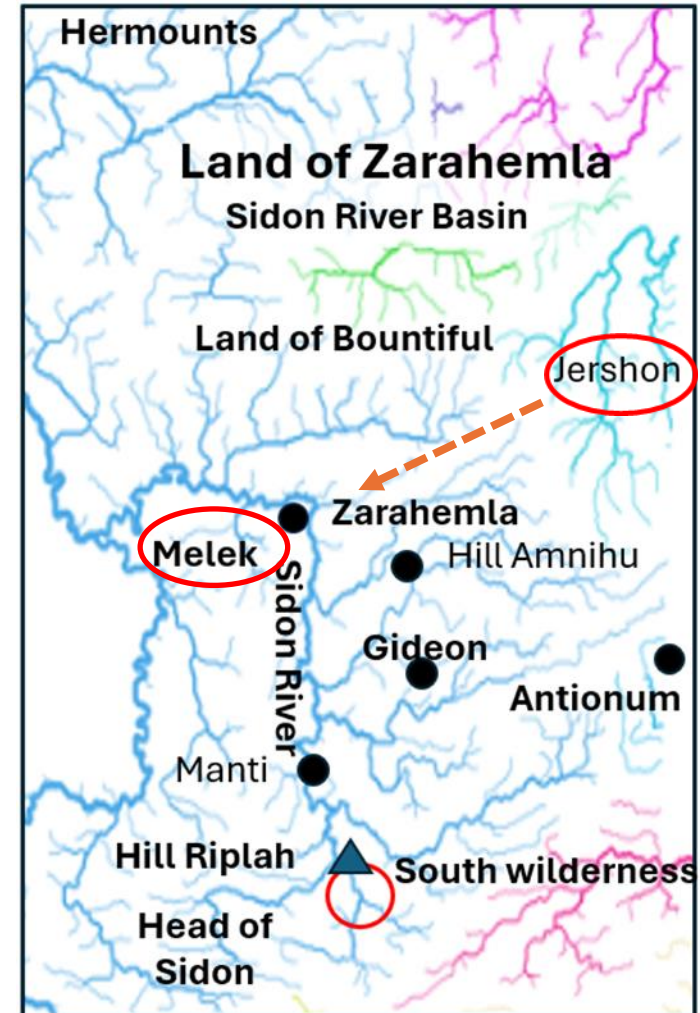 Hermounts
Land of Zarahemla
Sidon River Basin
Land of Bountiful
Jershon
Zarahemla
Melek
Hill Amnihu
Sidon River
Gideon
Antionum
Manti
Hill Riplah
South wilderness
Head of
Sidon